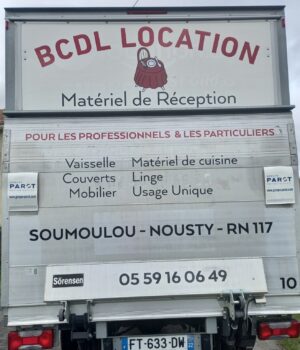 BCDL LOCATION
Matériel de Réception
POUR LES PROFESSIONNELS & LES PARTICULIERS
Vaisselle Matériel de cuisine
Couverts Linge
Mobilier Usage Unique
PAROT
PAROT
SOUMOULOU - NOUSTY - RN 117
Sörensen
05 59 16 06 49
10
FT-633-DW